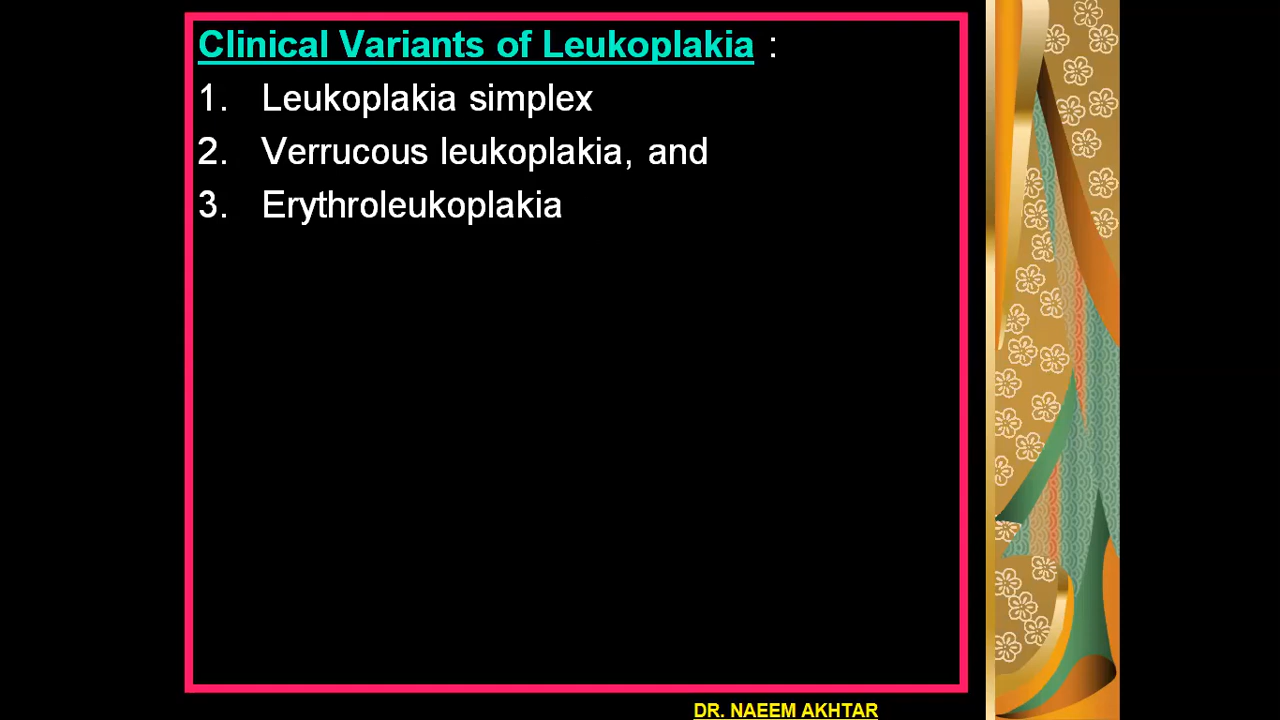 Clinical Variants of Leukoplakia :
1. Leukoplakia simplex
2. Verrucous leukoplakia, and
3. Erythroleukoplakia
DR. NAEEM AKHTAR